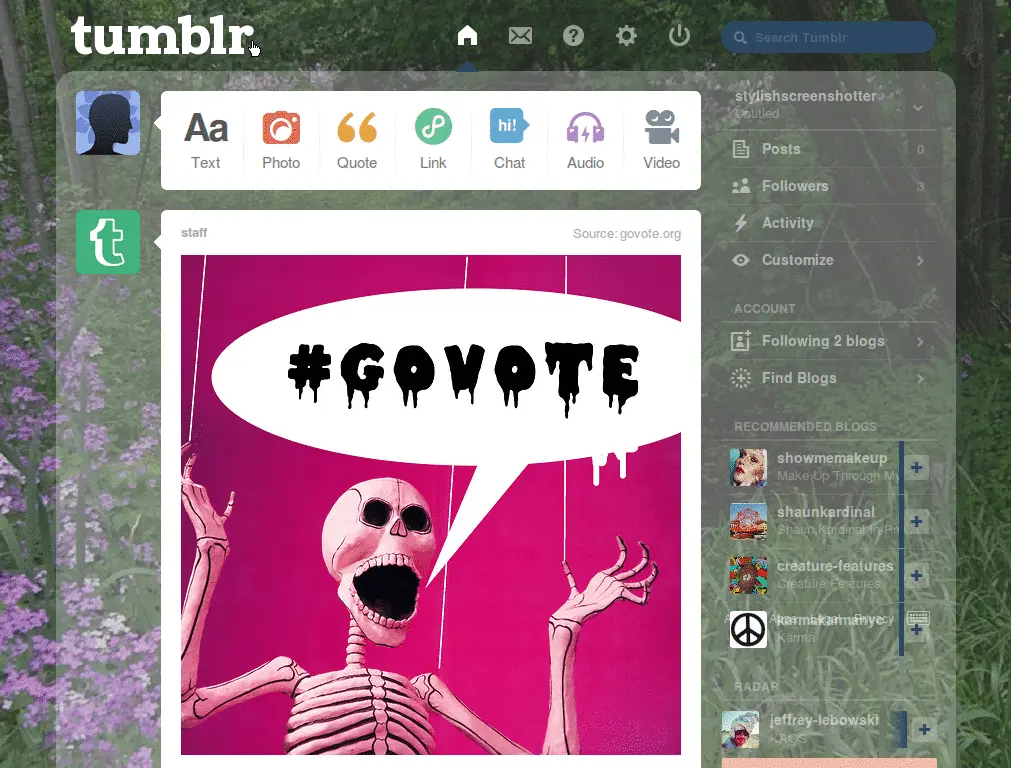 tumblr.
Search Tumblr
Aa
hi!
Text
Photo
Quote
Link
Chat
Audio
Video
staff
Source: govote.org
#GOVOTE
stylishscreenshotter
Untitled
Posts 0
Followers 3
Activity
Customize
ACCOUNT
Following 2 blogs
Find Blogs
RECOMMENDED BLOGS
showmemakeup
Make Up Through My
shaunkardinal
Shaun Kardinal In Pr
creature-features
Creature Features
Legal Privacy
Karma
RADAR
jeffrey-lebowski
KAOS